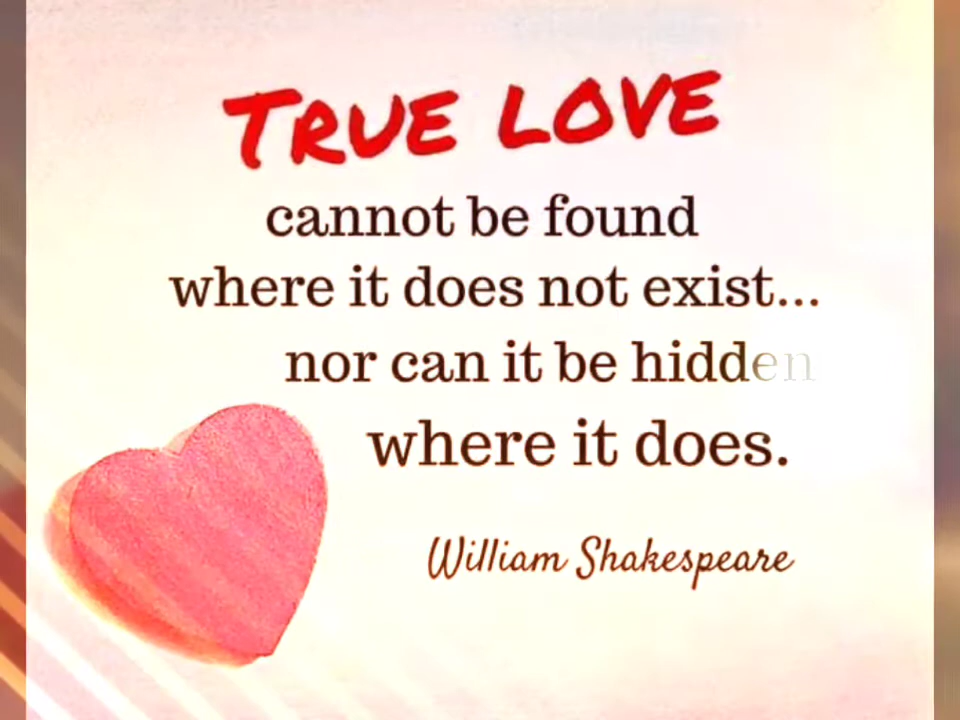 TRUE LOVE
cannot be found
where it does not exist...
nor can it be hidden
where it does.
William Shakespeare